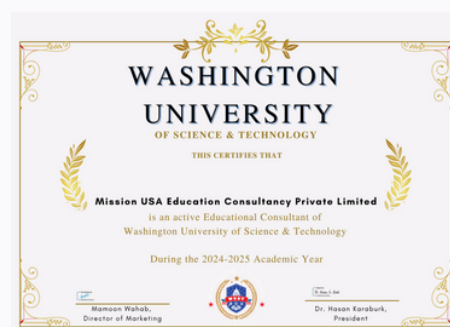 WASHINGTON
UNIVERSITY
OF SCIENCE & TECHNOLOGY
THIS CERTIFIES THAT
Mission USA Education Consultancy Private Limited
is an active Educational Consultant of
Washington University of Science & Technology
During the 2024-2025 Academic Year
Mamoon Wahab,
Director of Marketing
Dr. Hasan Karaburk,
President